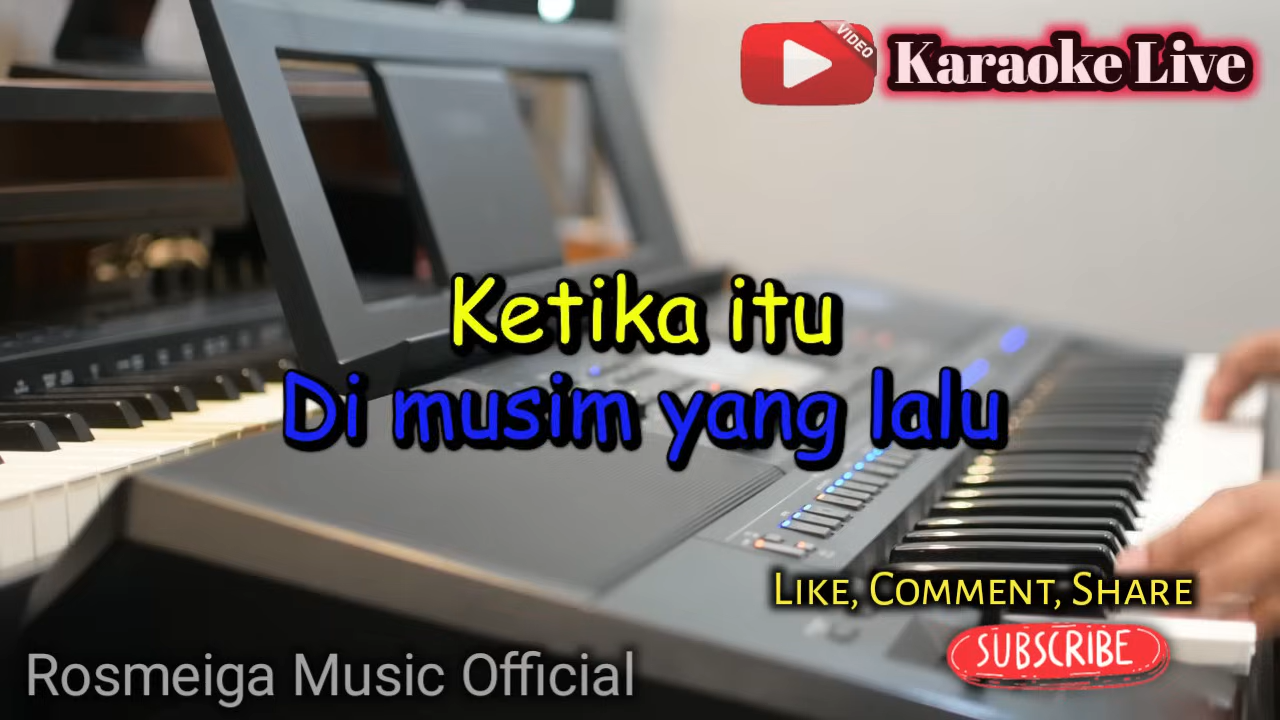 VIDEO
Karaoke Live
Ketika itu
Di musim yang lalu
Like, Comment, Share
SUBSCRIBE
Rosmeiga Music Official